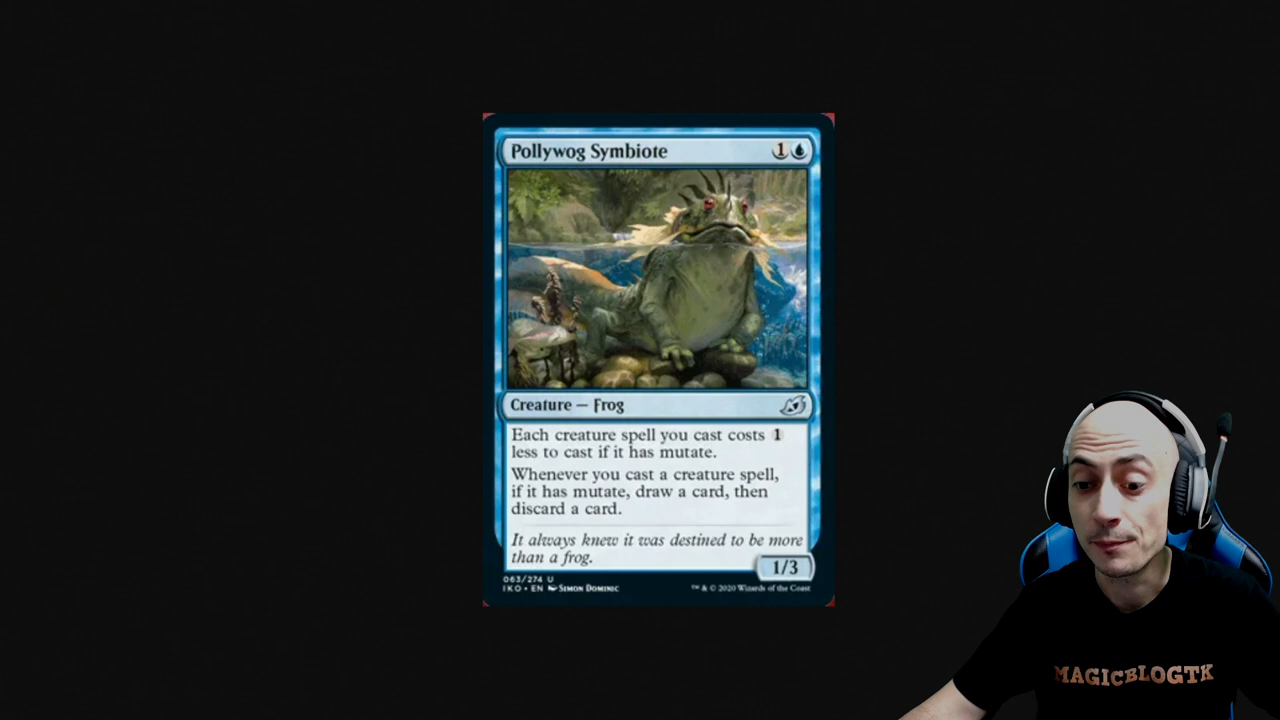 Pollywog Symbiote 1
Creature — Frog
Each creature spell you cast costs 1
less to cast if it has mutate.
Whenever you cast a creature spell,
if it has mutate, draw a card, then
discard a card.
It always knew it was destined to be more
than a frog.
1/3
063/274 U
IKO • EN Simon Dominic
™ & © 2020 Wizards of the Coast
MAGICBLOGTK